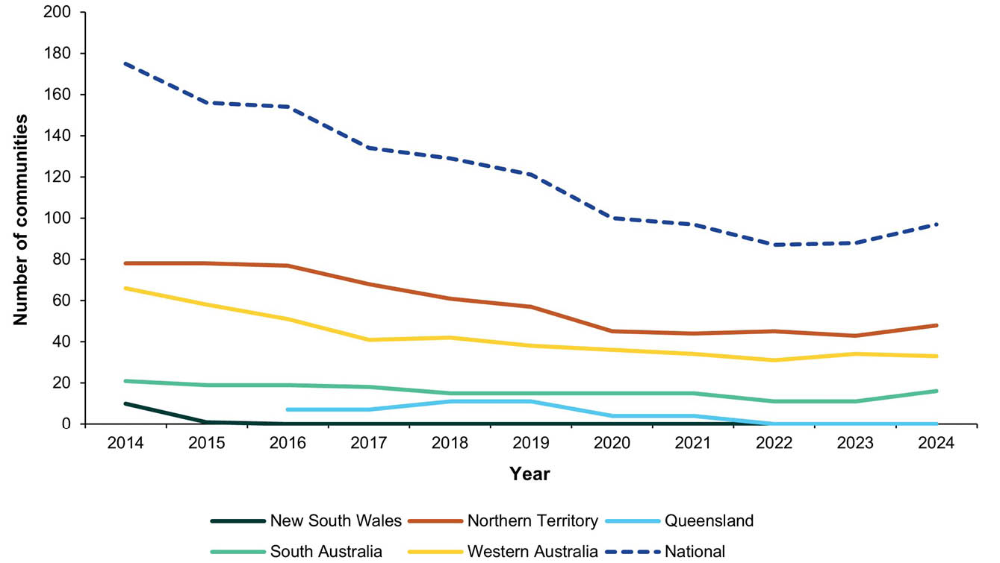 200
180
160
140
120
100
80
60
40
20
0
Number of communities
2014 2015 2016 2017 2018 2019 2020 2021 2022 2023 2024
Year
New South Wales Northern Territory Queensland
South Australia Western Australia National